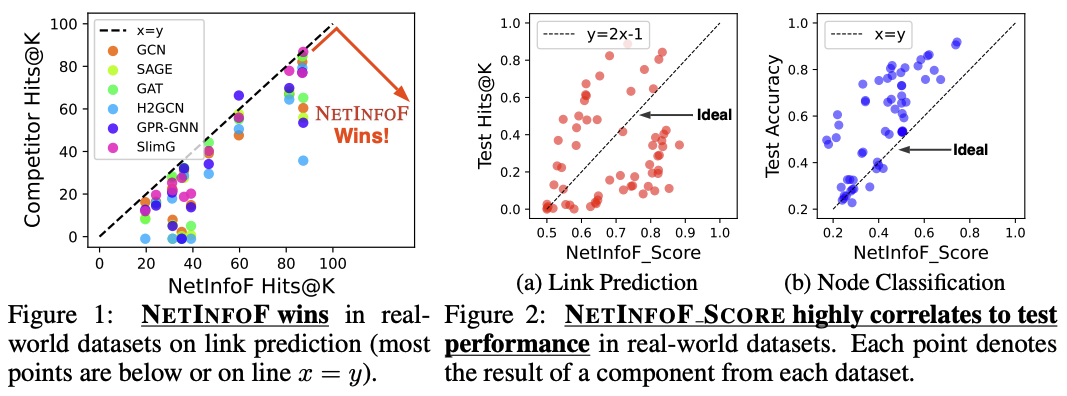 Competitor Hits@K
100
80
60
40
20
0
x=y
GCN
SAGE
GAT
H2GCN
GPR-GNN
SlimG
NETINFOF
Wins!
0 20 40 60 80 100
NetInfoF Hits@K
Test Hits@K
1.0
0.8
0.6
0.4
0.2
0.0
y=2x-1
Ideal
0.5 0.6 0.7 0.8 0.9 1.0
NetInfoF_Score
(a) Link Prediction
Test Accuracy
1.0
0.8
0.6
0.4
0.2
x=y
Ideal
0.2 0.4 0.6 0.8 1.0
NetInfoF_Score
(b) Node Classification
Figure 1: NETINFOF wins in real-
world datasets on link prediction (most
points are below or on line x = y).
Figure 2: NETINFOF_SCORE highly correlates to test
performance in real-world datasets. Each point denotes
the result of a component from each dataset.